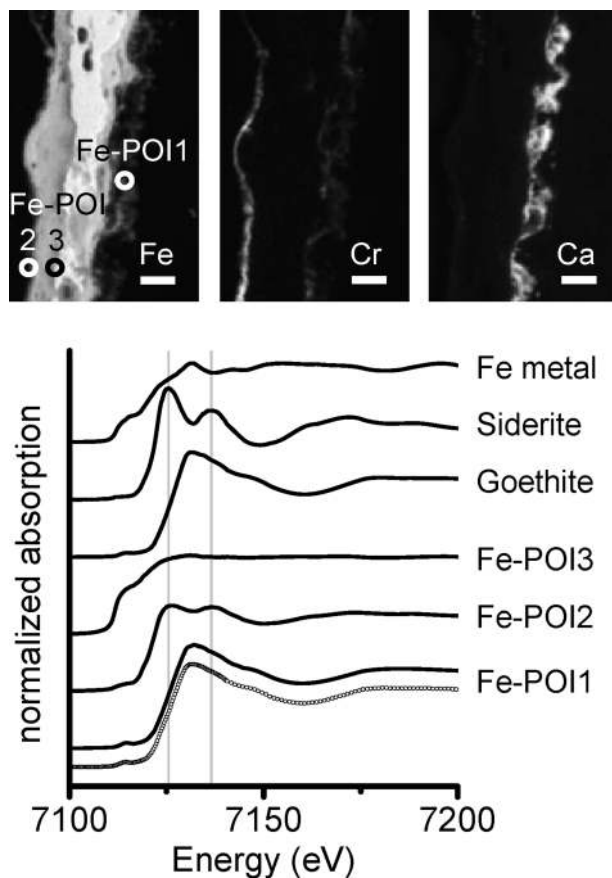 Fe-POI1
Fe-POI
2 3
Fe
Cr
Ca
normalized absorption
Fe metal
Siderite
Goethite
Fe-POI3
Fe-POI2
Fe-POI1
7100 7150 7200
Energy (eV)